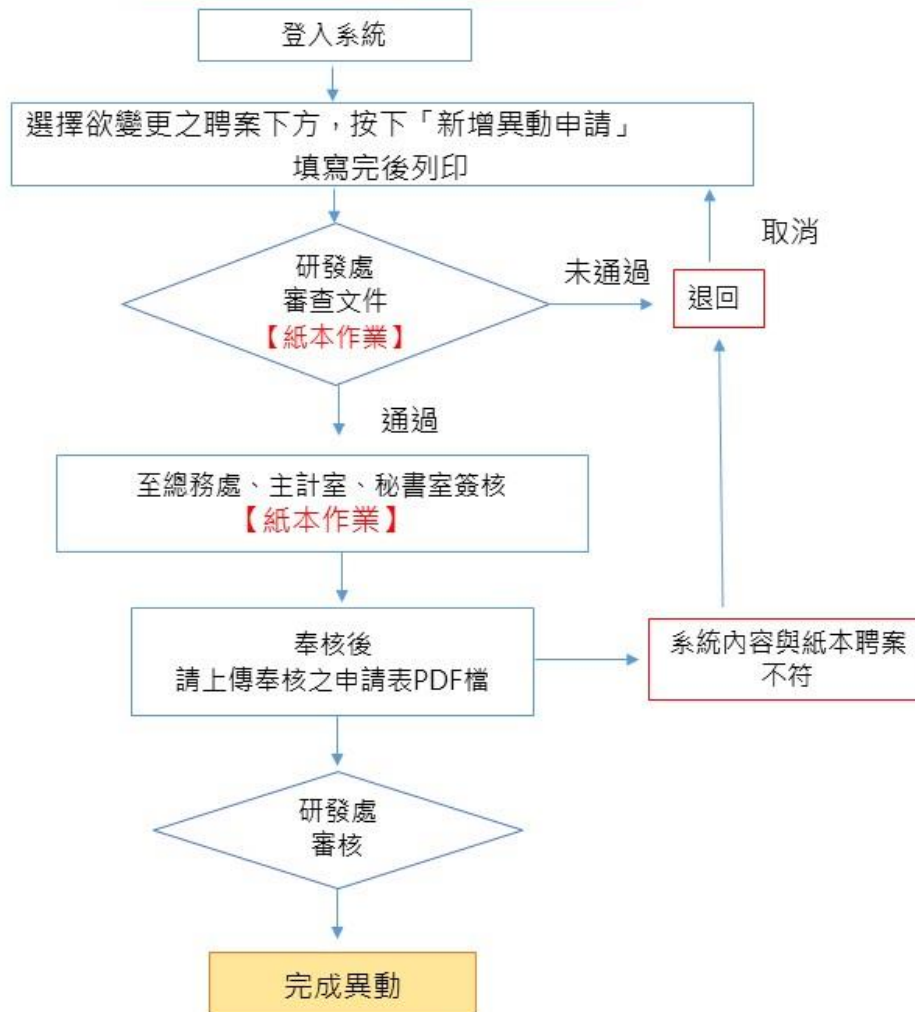 登入系統
選擇欲變更之聘案下方，按下「新增異動申請」
填寫完後列印
取消
研發處
審查文件
【紙本作業】
未通過
退回
通過
至總務處、主計室、秘書室簽核
【紙本作業】
奉核後
請上傳奉核之申請表PDF檔
系統內容與紙本聘案
不符
研發處
審核
完成異動